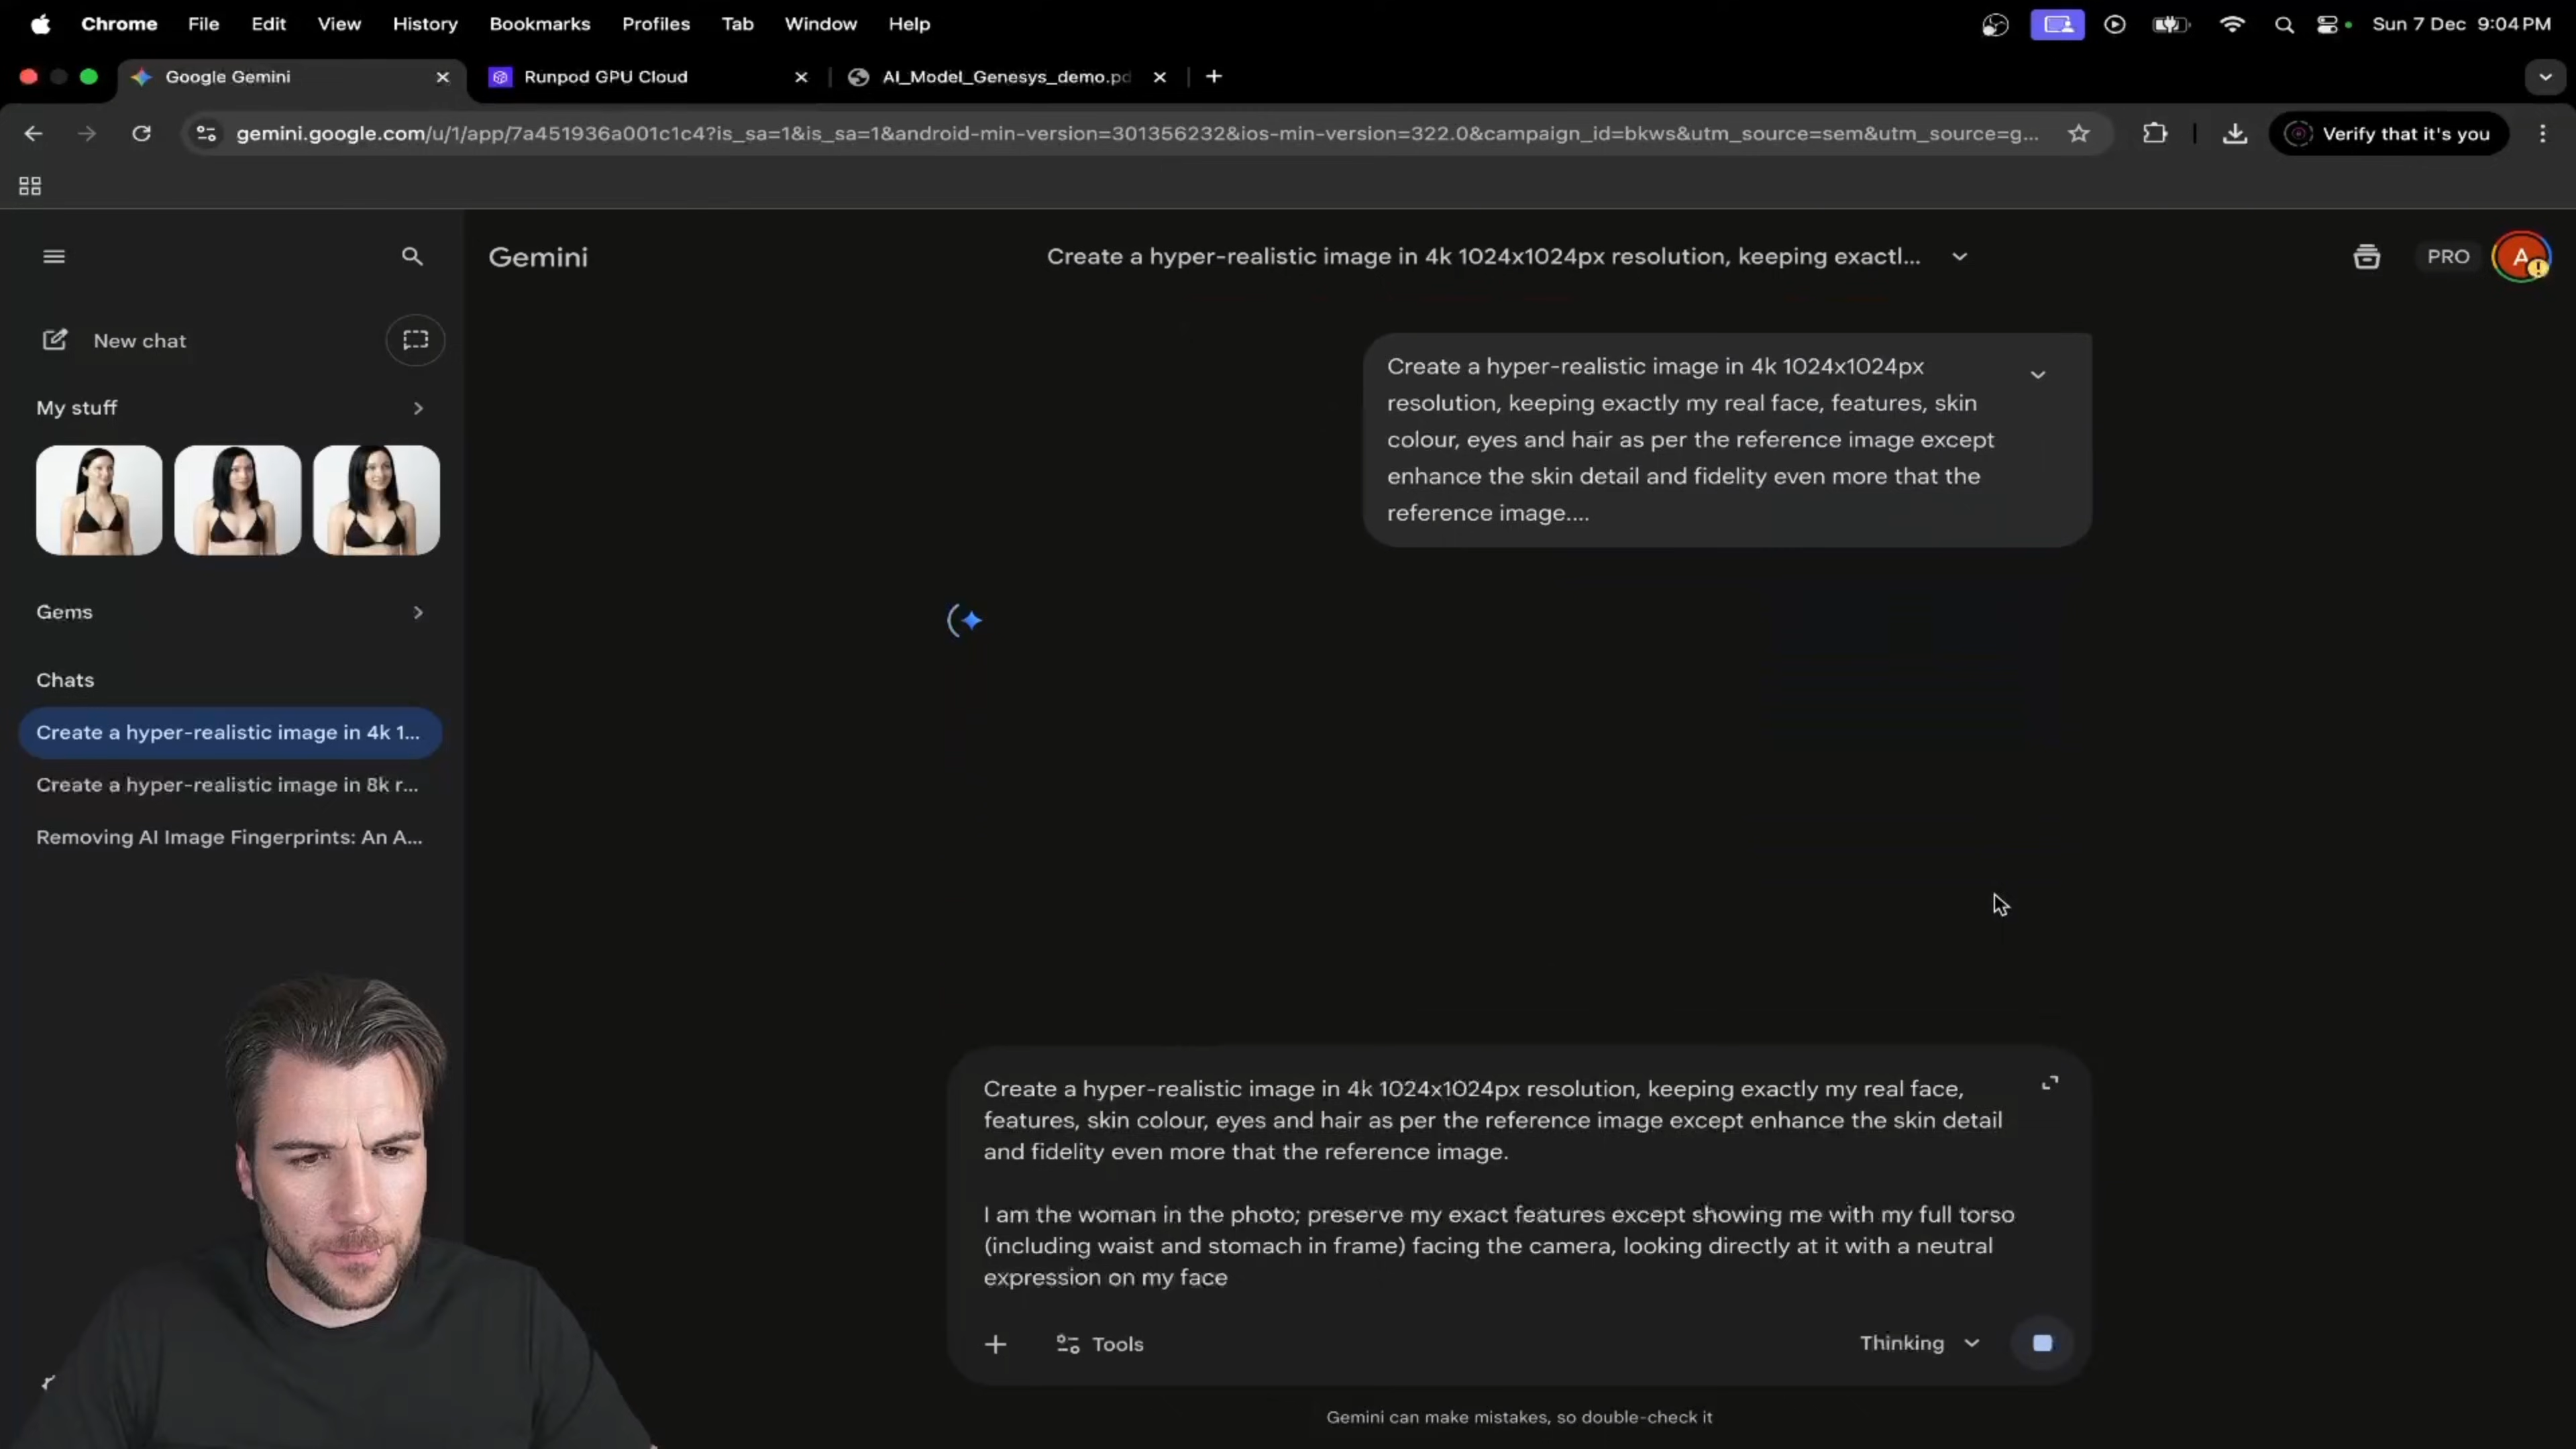 Chrome File Edit View History Bookmarks Profiles Tab Window Help Sun 7 Dec 9:04 PM
Google Gemini Runpod GPU Cloud AI_Model_Genesys_demo.pd
gemini.google.com/u/1/app/7a451936a001c1c4?is_sa=1&is_sa=1&android-min-version=301356232&ios-min-version=322.0&campaign_id=bkws&utm_source=sem&utm_source=g... Verify that it's you
Gemini Create a hyper-realistic image in 4k 1024x1024px resolution, keeping exactl... PRO A
New chat
My stuff
Gems
Chats
Create a hyper-realistic image in 4k 1...
Create a hyper-realistic image in 8k r...
Removing AI Image Fingerprints: An A...
Create a hyper-realistic image in 4k 1024x1024px
resolution, keeping exactly my real face, features, skin
colour, eyes and hair as per the reference image except
enhance the skin detail and fidelity even more that the
reference image....
Create a hyper-realistic image in 4k 1024x1024px resolution, keeping exactly my real face,
features, skin colour, eyes and hair as per the reference image except enhance the skin detail
and fidelity even more that the reference image.
I am the woman in the photo; preserve my exact features except showing me with my full torso
(including waist and stomach in frame) facing the camera, looking directly at it with a neutral
expression on my face
Tools Thinking
Gemini can make mistakes, so double-check it